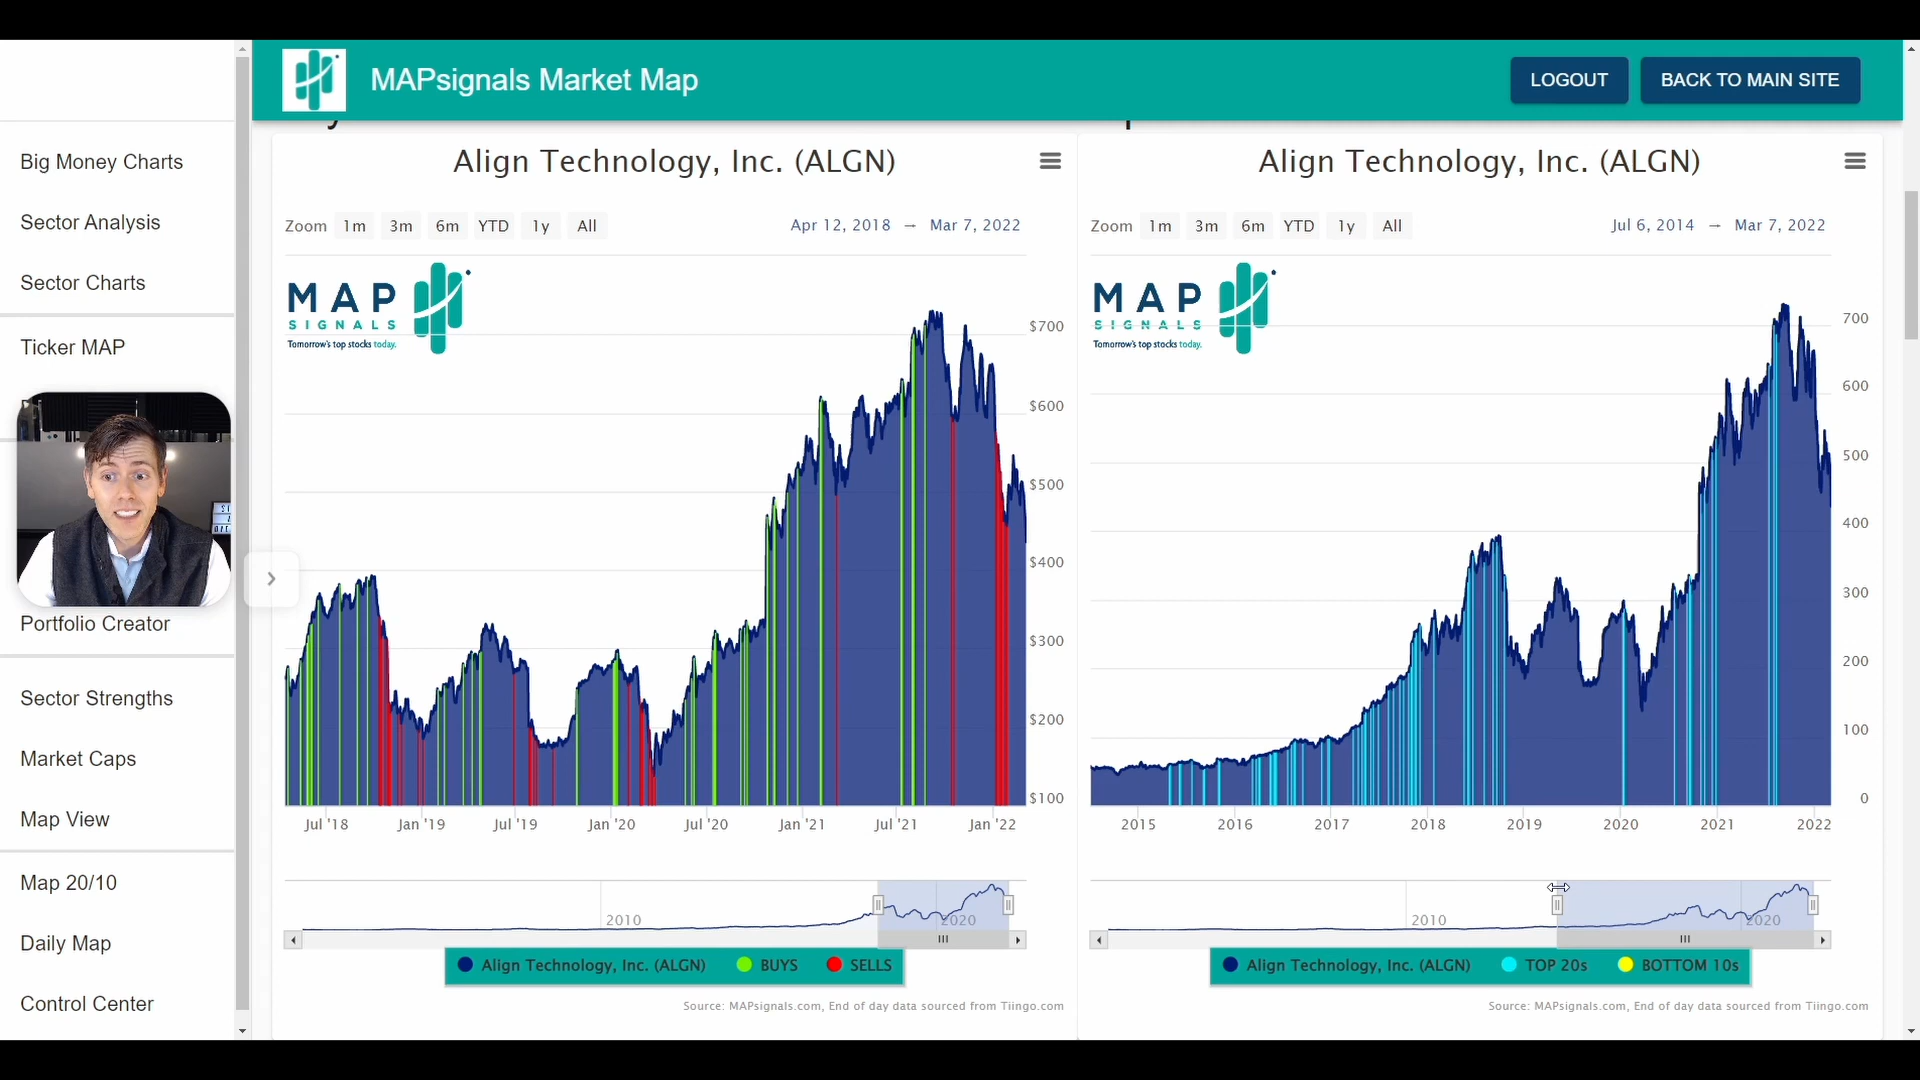 MAPsignals Market Map
LOGOUT
BACK TO MAIN SITE
Big Money Charts
Sector Analysis
Sector Charts
Ticker MAP
Portfolio Creator
Sector Strengths
Market Caps
Map View
Map 20/10
Daily Map
Control Center
Align Technology, Inc. (ALGN)
Zoom 1m 3m 6m YTD 1y All
Apr 12, 2018 → Mar 7, 2022
MAP
SIGNALS
Tomorrow's top stocks today.
$700
$600
$500
$400
$300
$200
$100
Jul '18 Jan '19 Jul '19 Jan '20 Jul '20 Jan '21 Jul '21 Jan '22
2010 2020
Align Technology, Inc. (ALGN) BUYS SELLS
Source: MAPsignals.com, End of day data sourced from Tiingo.com
Align Technology, Inc. (ALGN)
Zoom 1m 3m 6m YTD 1y All
Jul 6, 2014 → Mar 7, 2022
MAP
SIGNALS
Tomorrow's top stocks today.
700
600
500
400
300
200
100
0
2015 2016 2017 2018 2019 2020 2021 2022
2010 2020
Align Technology, Inc. (ALGN) TOP 20s BOTTOM 10s
Source: MAPsignals.com, End of day data sourced from Tiingo.com